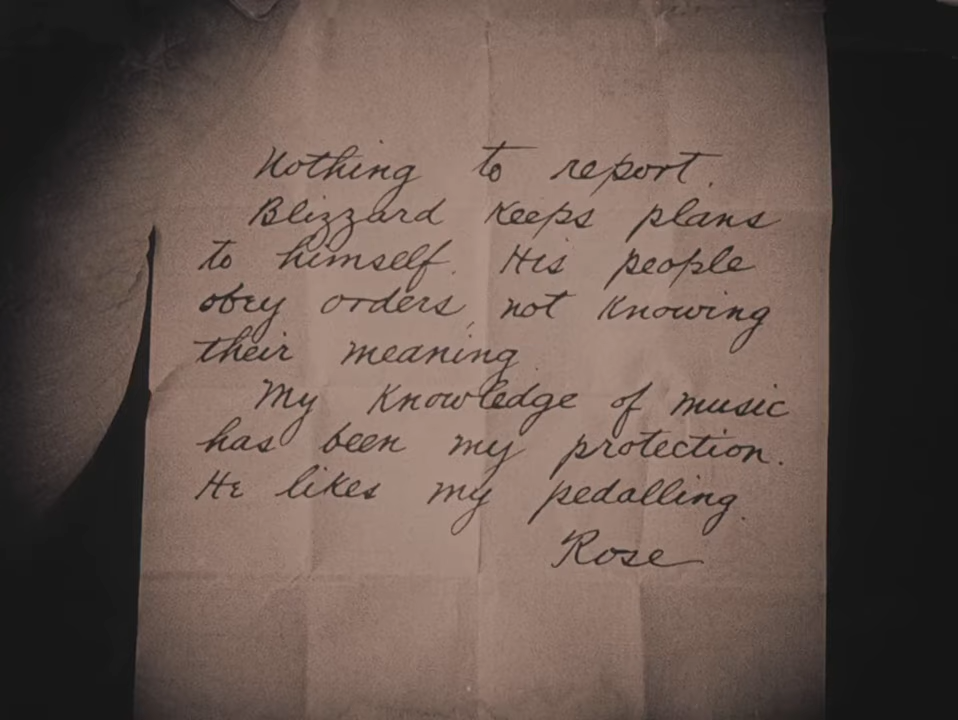 Nothing to report.
Blizzard keeps plans
to himself. His people
obey orders, not knowing
their meaning
My knowledge of music
has been my protection.
He likes my pedalling.
Rose